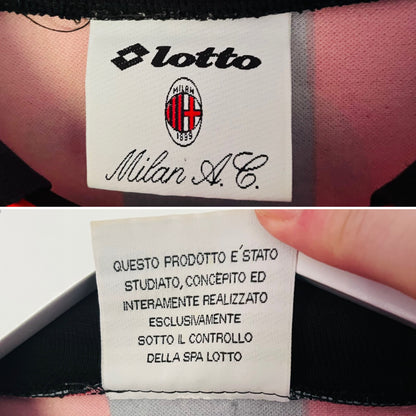 lotto
MILAN
1899
Milan A.C.
QUESTO PRODOTTO E' STATO
STUDIATO, CONCEPITO ED
INTERAMENTE REALIZZATO
ESCLUSIVAMENTE
SOTTO IL CONTROLLO
DELLA SPA LOTTO